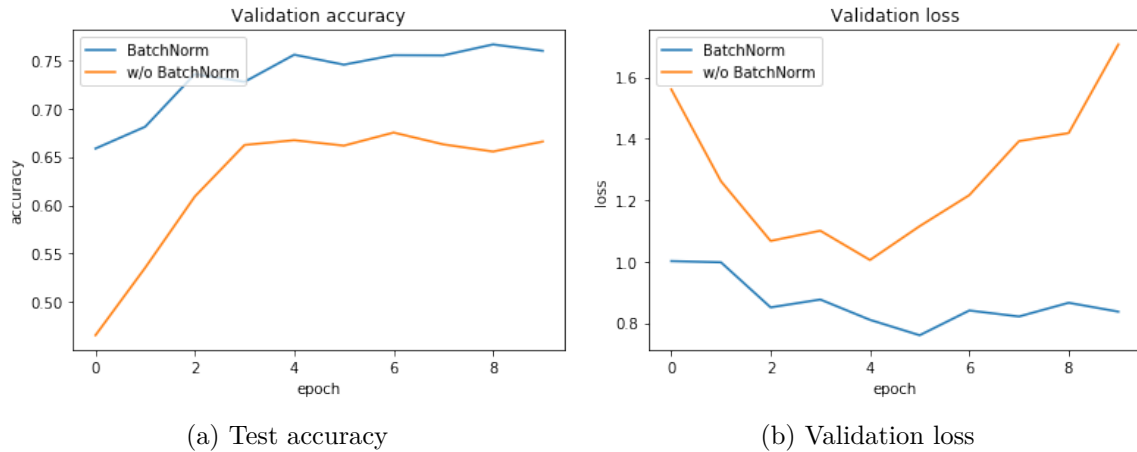 Validation accuracy
BatchNorm
w/o BatchNorm
0.75
0.70
0.65
0.60
0.55
0.50
accuracy
0 2 4 6 8
epoch
(a) Test accuracy
Validation loss
BatchNorm
w/o BatchNorm
1.6
1.4
1.2
1.0
0.8
loss
0 2 4 6 8
epoch
(b) Validation loss